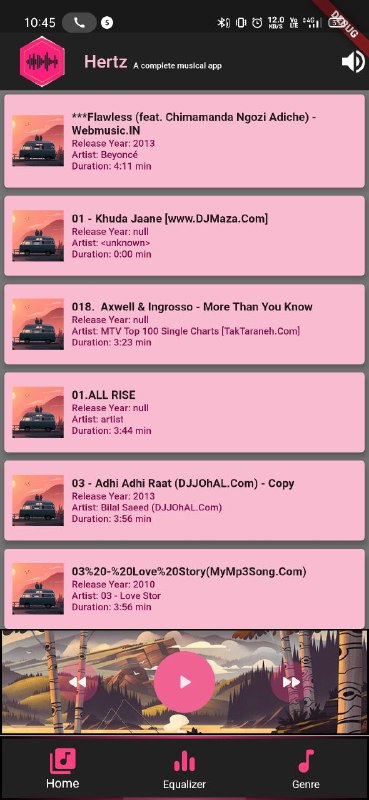 10:45
5
12.0
KB/S
Vo
LTE
4G
DEBUG
Hertz A complete musical app
***Flawless (feat. Chimamanda Ngozi Adiche) -
Webmusic.IN
Release Year: 2013
Artist: Beyoncé
Duration: 4:11 min
01 - Khuda Jaane [www.DJMaza.Com]
Release Year: null
Artist: <unknown>
Duration: 0:00 min
018.  Axwell & Ingrosso - More Than You Know
Release Year: null
Artist: MTV Top 100 Single Charts [TakTaraneh.Com]
Duration: 3:23 min
01.ALL RISE
Release Year: null
Artist: artist
Duration: 3:44 min
03 - Adhi Adhi Raat (DJJOhAL.Com) - Copy
Release Year: 2013
Artist: Bilal Saeed (DJJOhAL.Com)
Duration: 3:56 min
03%20-%20Love%20Story(MyMp3Song.Com)
Release Year: 2010
Artist: 03 - Love Stor
Duration: 3:56 min
Home
Equalizer
Genre